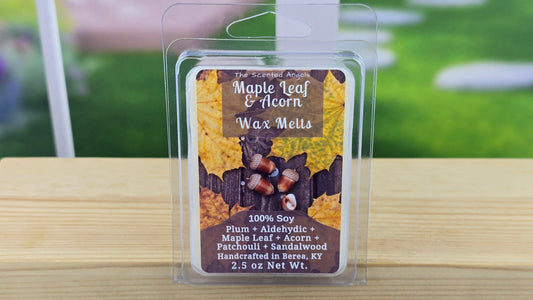 The Scented Angels
Maple Leaf
& Acorn
Wax Melts
100% Soy
Plum + Aldehydic +
Maple Leaf + Acorn +
Patchouli + Sandalwood
Handcrafted in Berea, KY
2.5 oz Net Wt.